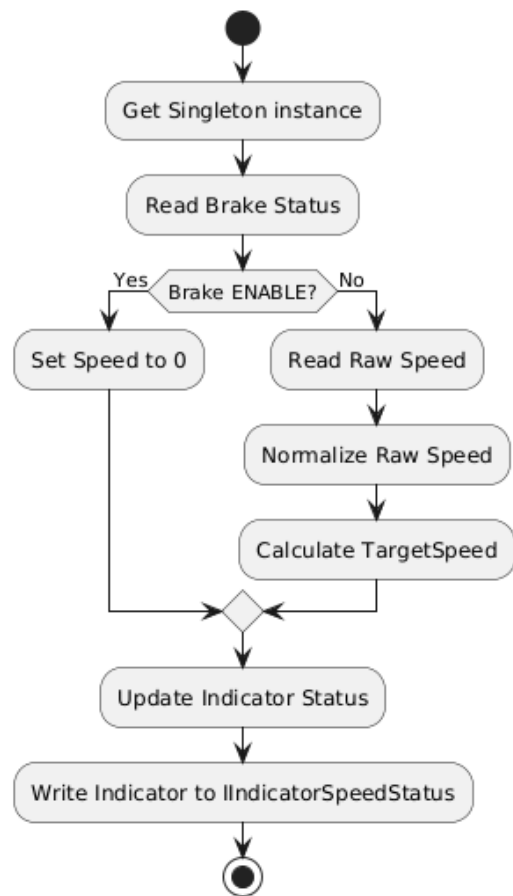 Get Singleton instance
Read Brake Status
Yes
Brake ENABLE?
No
Set Speed to 0
Read Raw Speed
Normalize Raw Speed
Calculate TargetSpeed
Update Indicator Status
Write Indicator to IIndicatorSpeedStatus